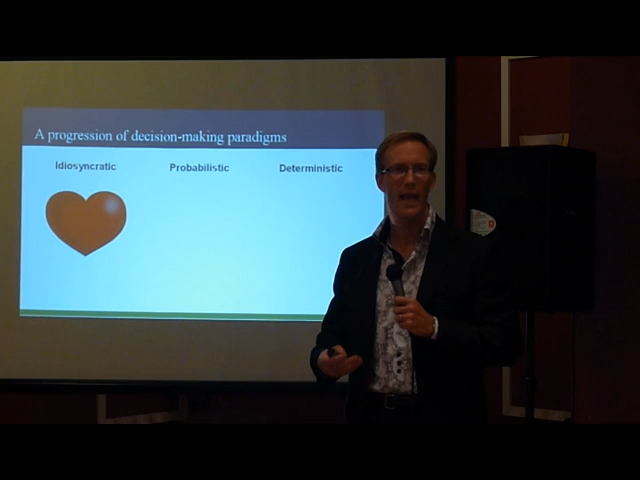 A progression of decision-making paradigms
Idiosyncratic Probabilistic Deterministic